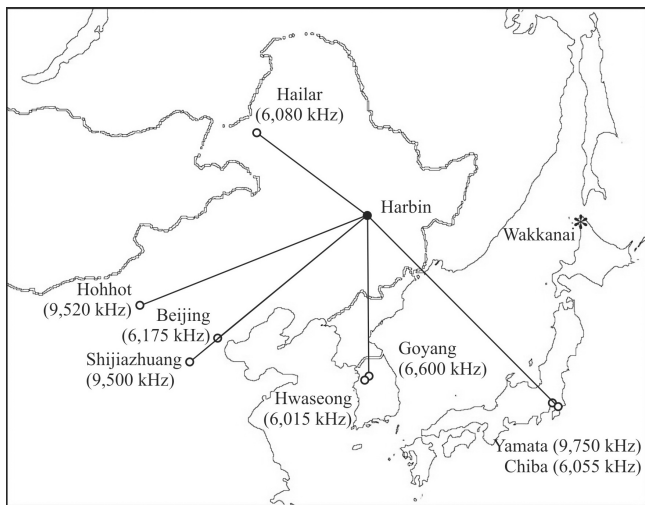 Hailar
(6,080 kHz)
Harbin
Wakkanai
Hohhot
(9,520 kHz)
Beijing
(6,175 kHz)
Shijiazhuang
(9,500 kHz)
Goyang
(6,600 kHz)
Hwaseong
(6,015 kHz)
Yamata (9,750 kHz)
Chiba (6,055 kHz)